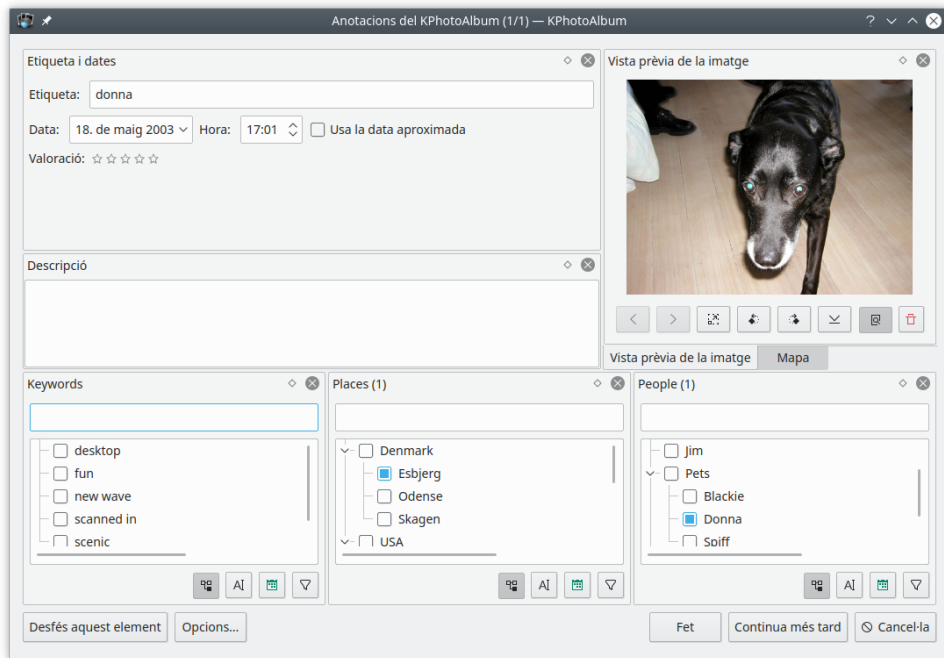 Anotacions del KPhotoAlbum (1/1) — KPhotoAlbum
Etiqueta i dates
Etiqueta: donna
Data: 18. de maig 2003 Hora: 17:01 Usa la data aproximada
Valoració:
Descripció
Vista prèvia de la imatge
Vista prèvia de la imatge Mapa
Keywords
desktop
fun
new wave
scanned in
scenic
Places (1)
Denmark
Esbjerg
Odense
Skagen
USA
People (1)
Jim
Pets
Blackie
Donna
Spiff
Desfés aquest element Opcions... Fet Continua més tard Cancel·la